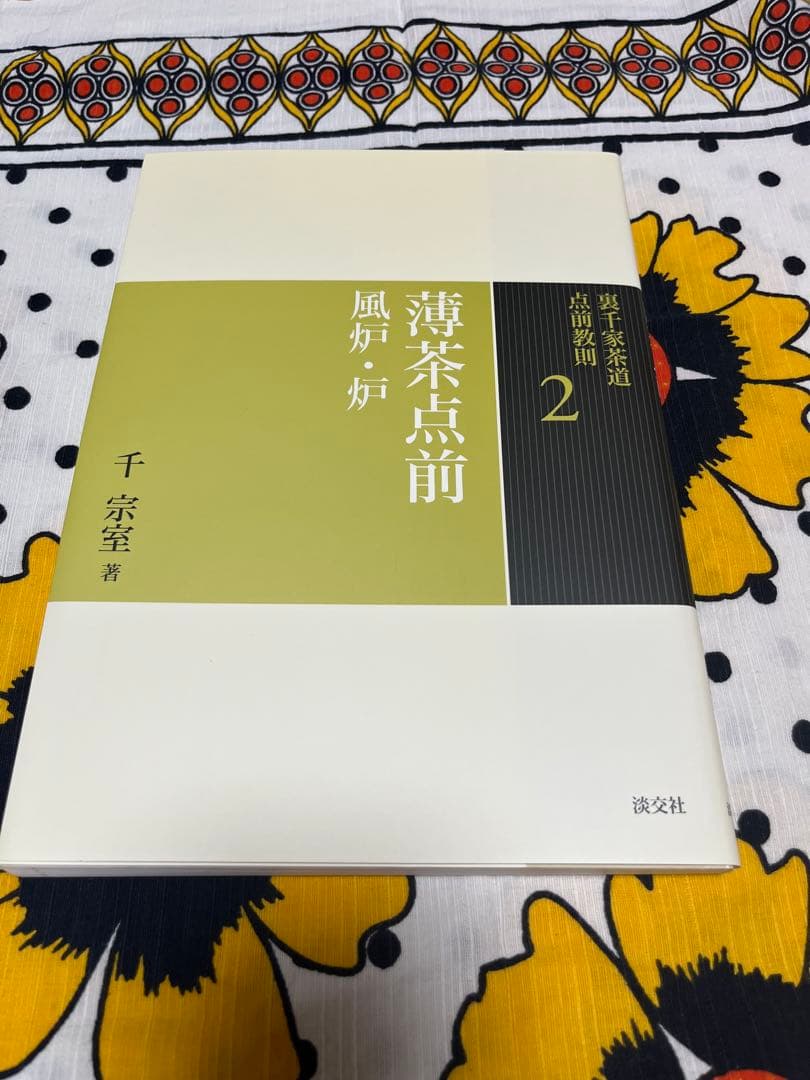 裏千家茶道
点前教則
2
薄茶点前
風炉・炉
千 宗室 著
淡交社